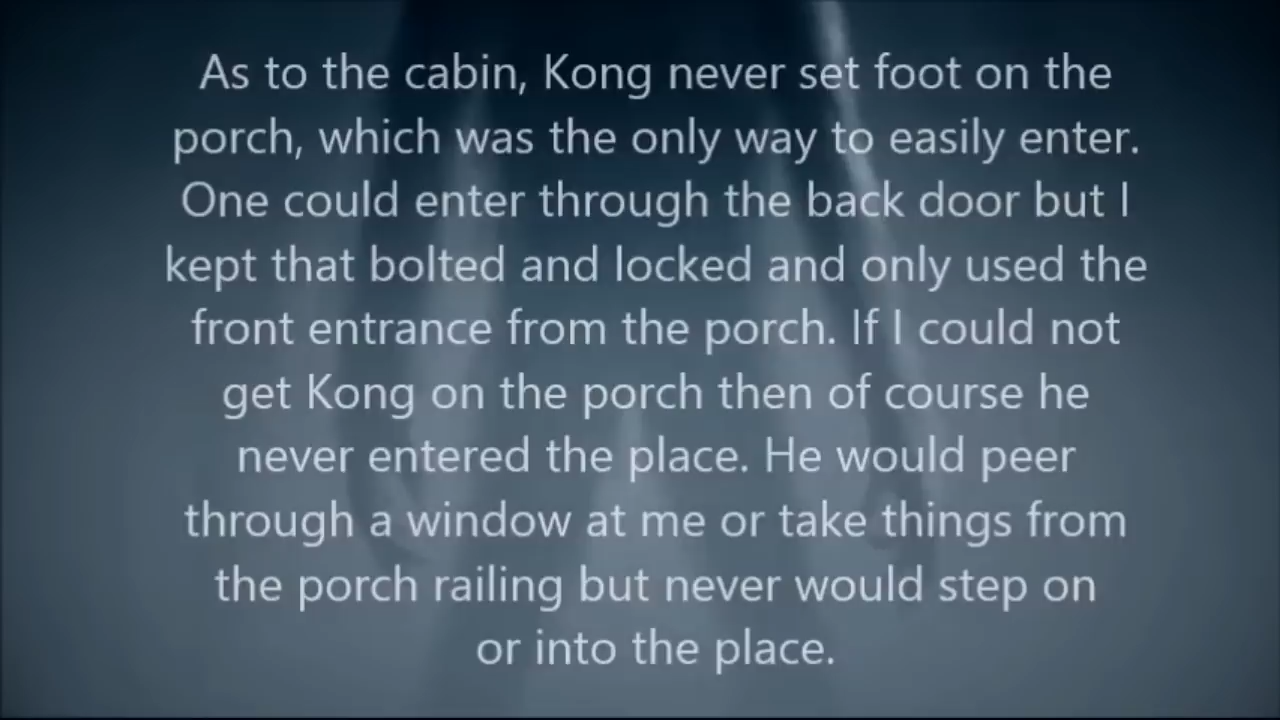 As to the cabin, Kong never set foot on the
porch, which was the only way to easily enter.
One could enter through the back door but I
kept that bolted and locked and only used the
front entrance from the porch. If I could not
get Kong on the porch then of course he
never entered the place. He would peer
through a window at me or take things from
the porch railing but never would step on
or into the place.